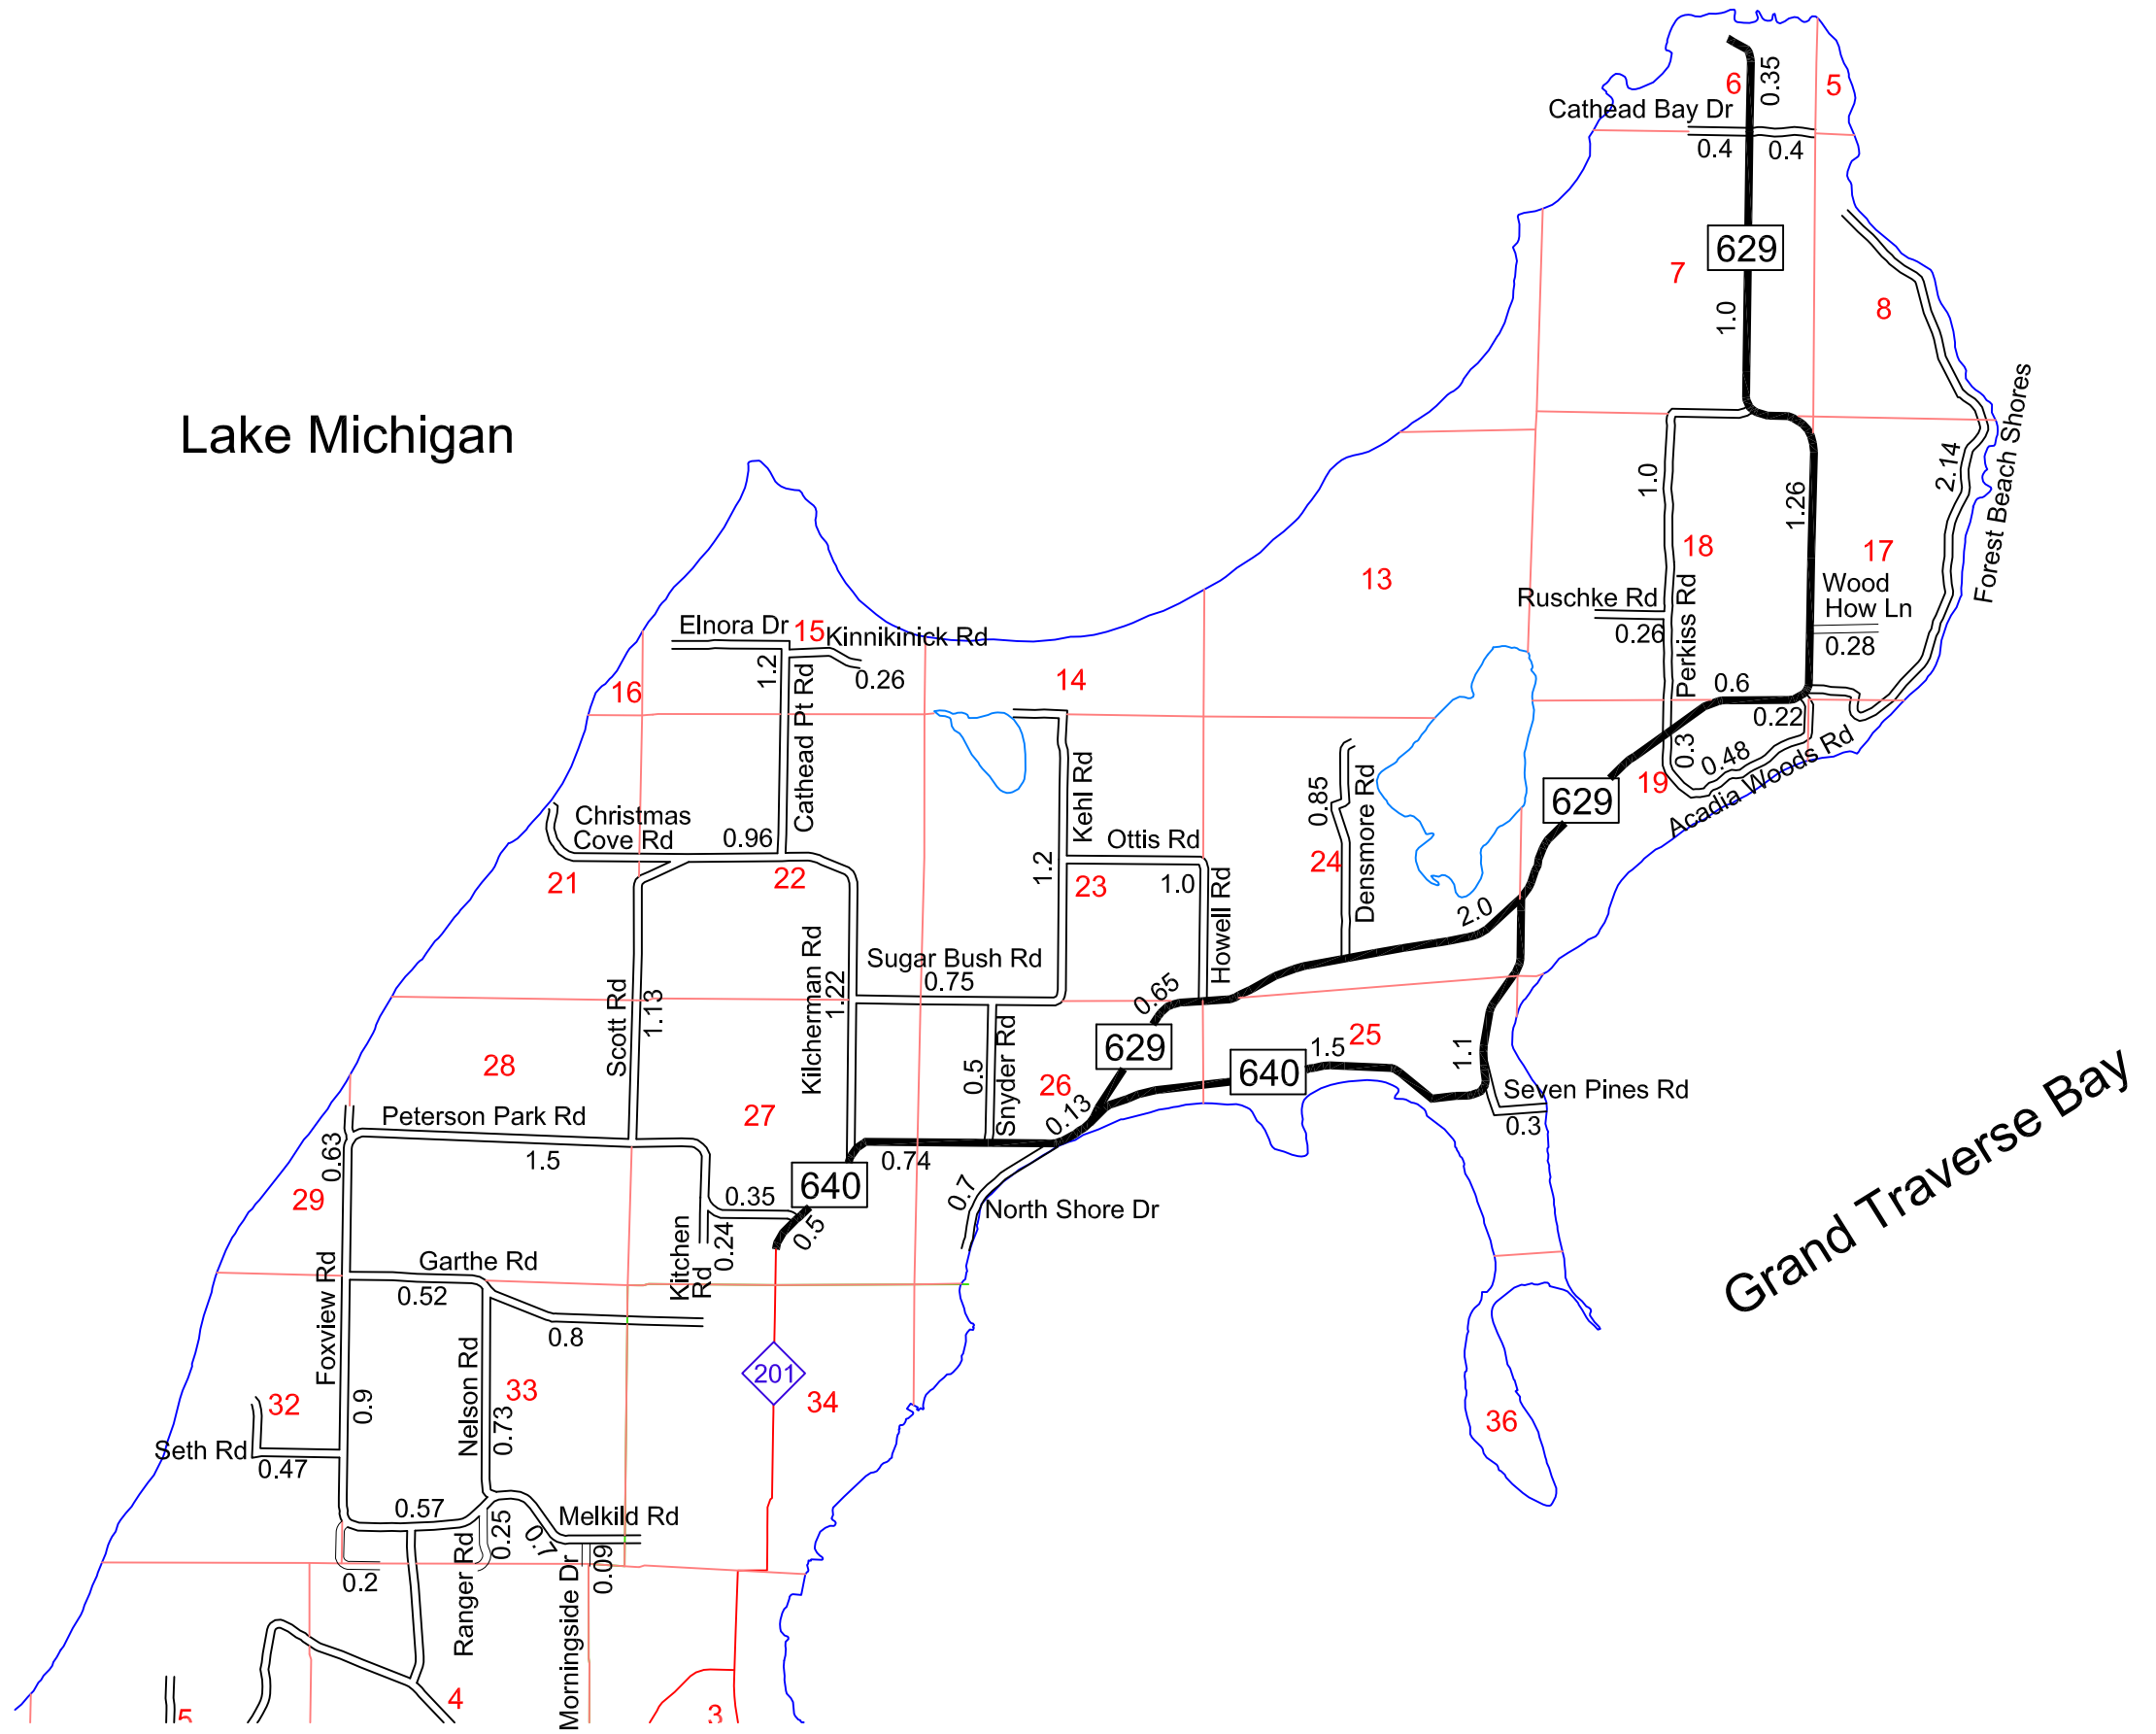 6
0.35
5
Cathead Bay Dr
0.4
0.4
629
7
1.0
8
Lake Michigan
Forest Beach Shores
2.14
1.0
1.26
18
17
13
Wood
How Ln
0.28
Ruschke Rd
0.26
Perkiss Rd
Elnora Dr
15
Kinnikinick Rd
1.2
0.26
Cathead Pt Rd
16
14
0.6
0.22
0.3
0.48
Acadia Woods Rd
19
629
Kehl Rd
0.85
Densmore Rd
Christmas
Cove Rd
0.96
Ottis Rd
1.2
1.0
21
22
23
24
Howell Rd
2.0
Sugar Bush Rd
0.75
Kilcherman Rd
1.22
Scott Rd
1.13
0.65
629
640
1.5
25
1.1
28
27
0.5
Snyder Rd
26
0.13
Seven Pines Rd
0.3
Grand Traverse Bay
Peterson Park Rd
1.5
0.63
0.74
640
29
0.35
0.5
0.7
North Shore Dr
Kitchen
Rd
0.24
Garthe Rd
0.52
0.8
Foxview Rd
Nelson Rd
0.9
0.73
33
32
201
34
36
Seth Rd
0.47
0.57
Melkild Rd
0.25
0.7
0.09
Ranger Rd
Morningside Dr
0.2
4
5
3